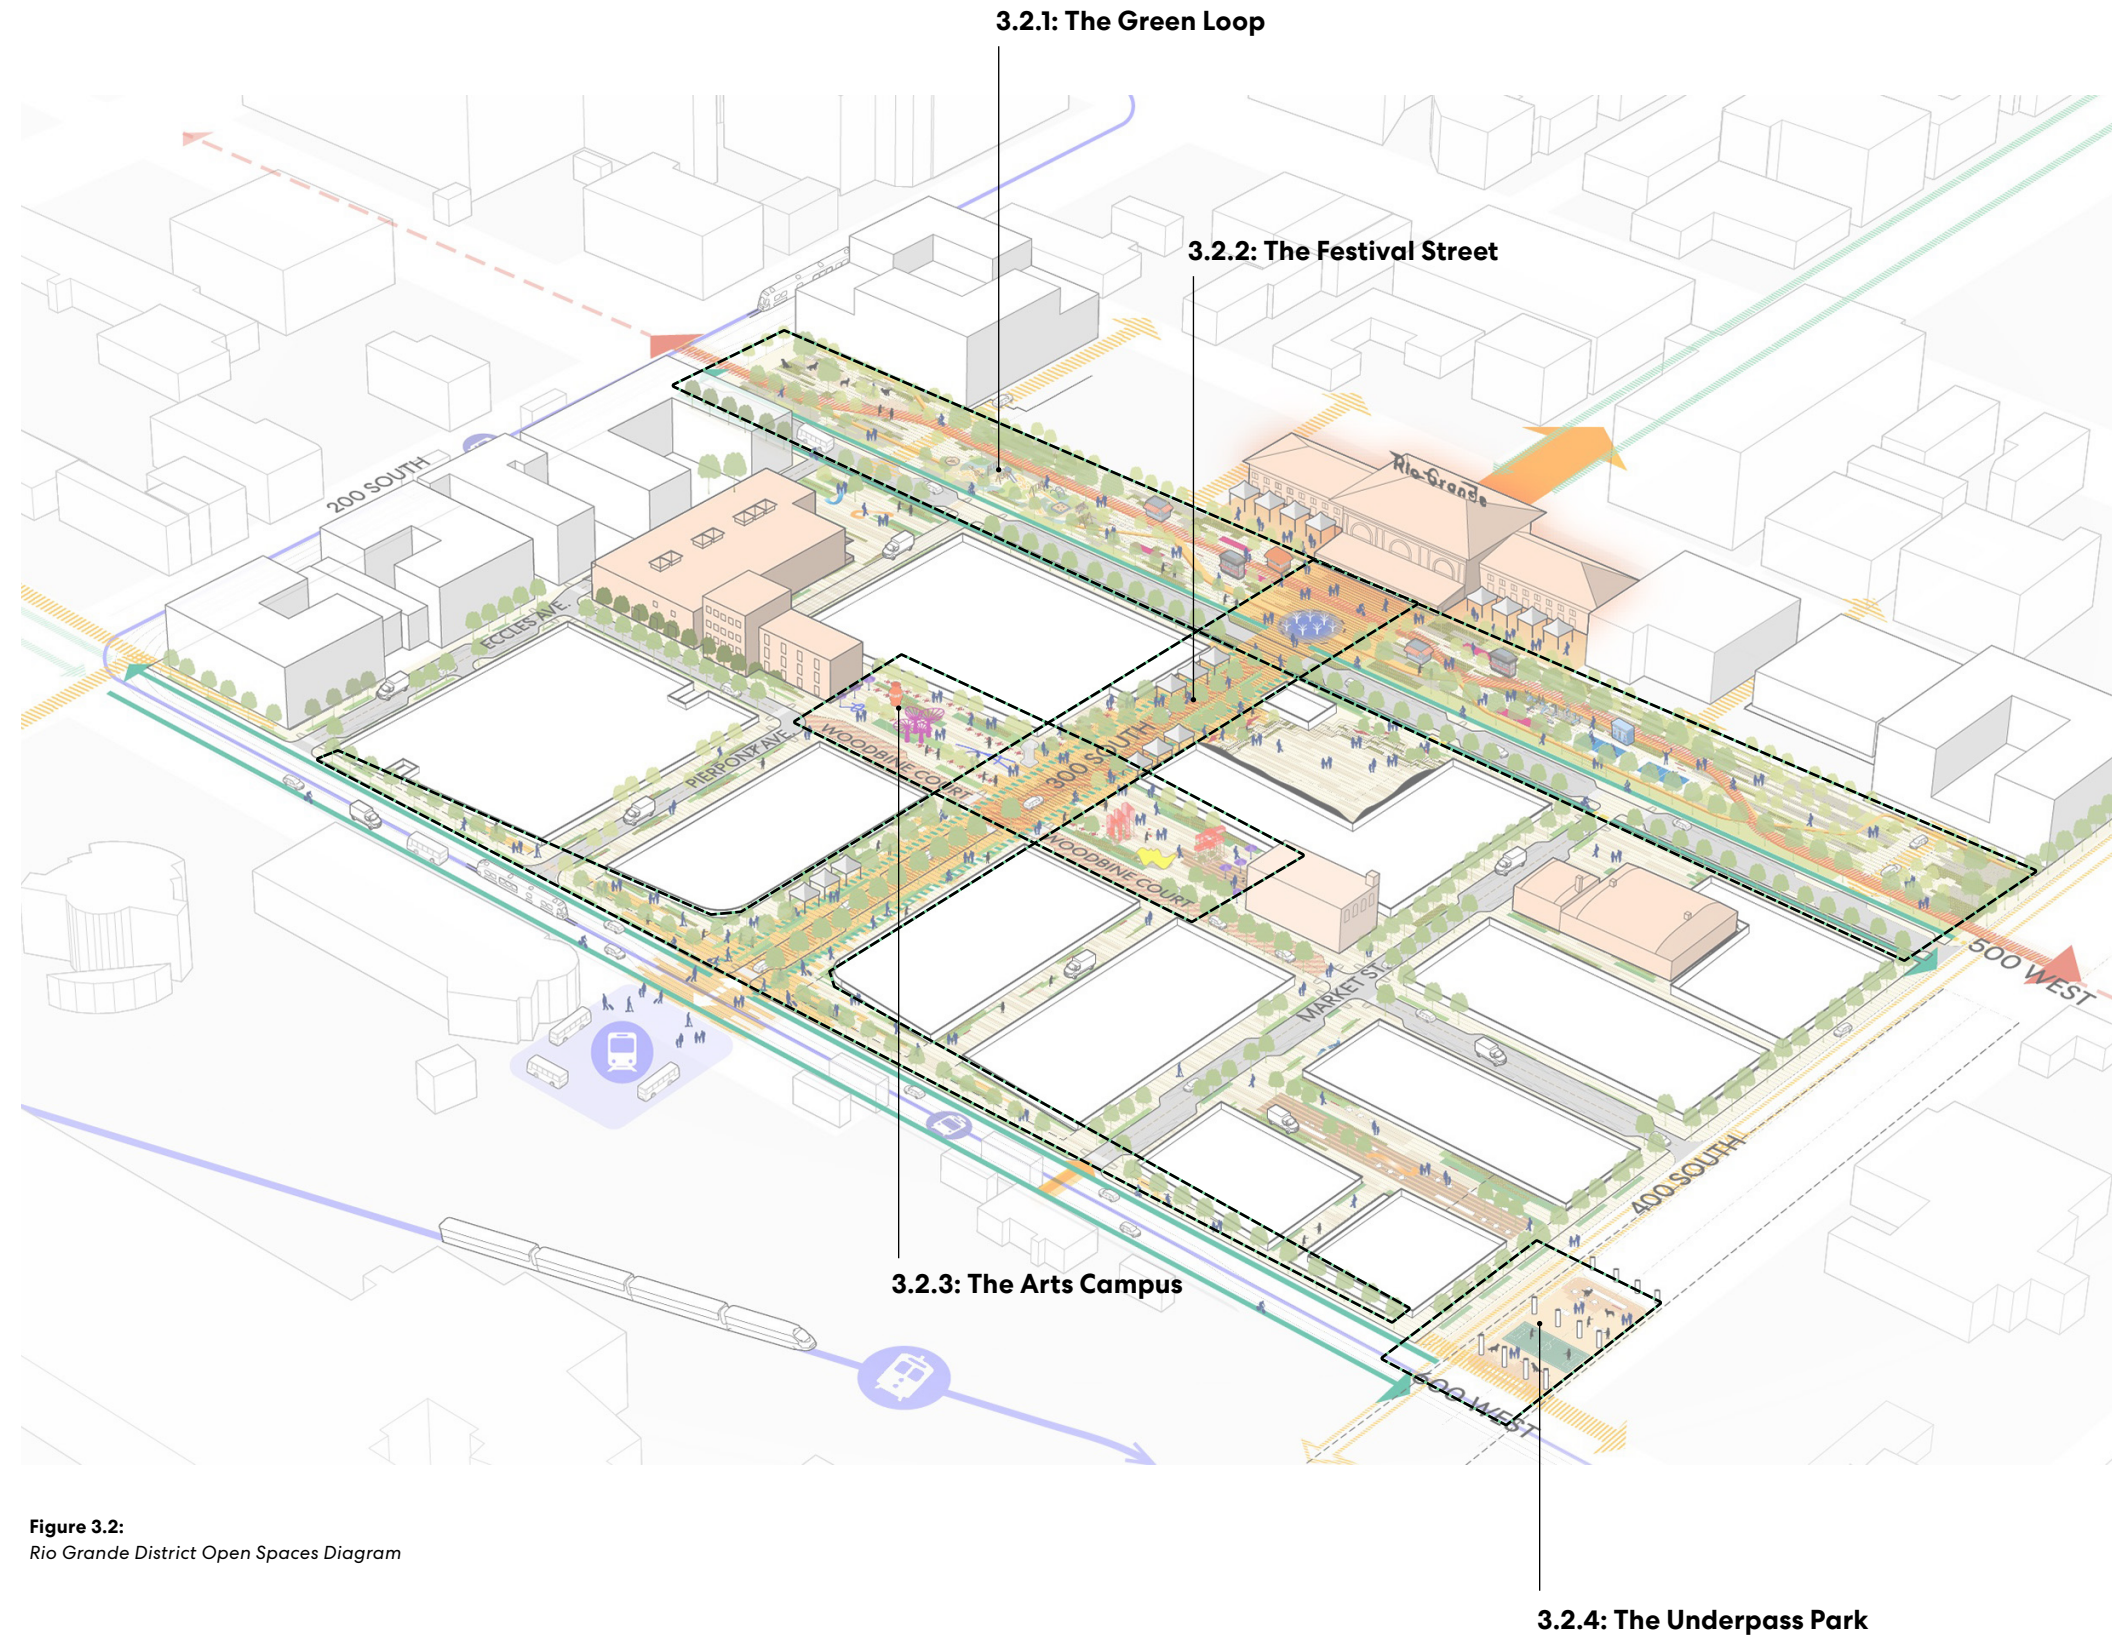 3.2.1: The Green Loop
3.2.2: The Festival Street
Rio Grande
200 SOUTH
ECCLES AVE.
PIERPONT AVE.
WOODBINE COURT
300 SOUTH
WOODBINE COURT
MARKET ST.
500 WEST
400 SOUTH
3.2.3: The Arts Campus
600 WEST
Figure 3.2:
Rio Grande District Open Spaces Diagram
3.2.4: The Underpass Park